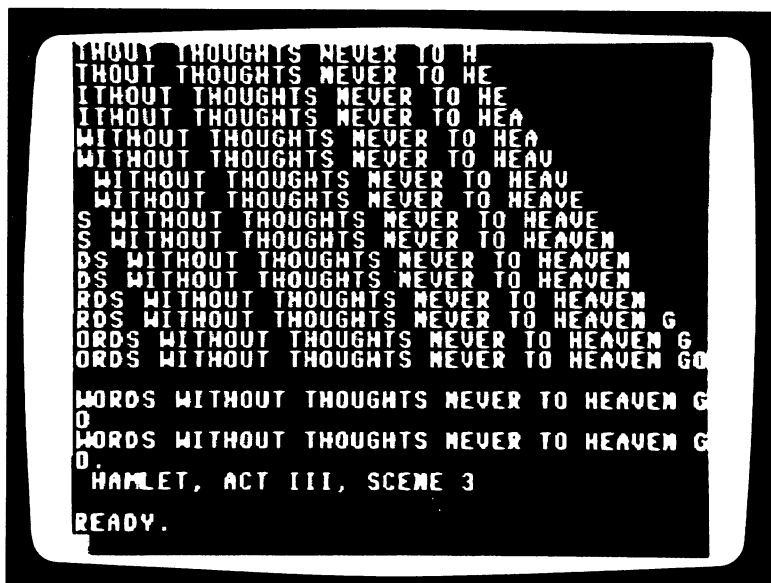 THOUT THOUGHTS NEVER TO H
THOUT THOUGHTS NEVER TO HE
ITHOUT THOUGHTS NEVER TO HE
ITHOUT THOUGHTS NEVER TO HEA
WITHOUT THOUGHTS NEVER TO HEA
WITHOUT THOUGHTS NEVER TO HEAV
WITHOUT THOUGHTS NEVER TO HEAV
WITHOUT THOUGHTS NEVER TO HEAVE
S WITHOUT THOUGHTS NEVER TO HEAVE
S WITHOUT THOUGHTS NEVER TO HEAVEN
DS WITHOUT THOUGHTS NEVER TO HEAVEN
DS WITHOUT THOUGHTS NEVER TO HEAVEN
RDS WITHOUT THOUGHTS NEVER TO HEAVEN
RDS WITHOUT THOUGHTS NEVER TO HEAVEN G
ORDS WITHOUT THOUGHTS NEVER TO HEAVEN G
ORDS WITHOUT THOUGHTS NEVER TO HEAVEN GO
WORDS WITHOUT THOUGHTS NEVER TO HEAVEN G
O
WORDS WITHOUT THOUGHTS NEVER TO HEAVEN G
O.
HAMLET, ACT III, SCENE 3
READY.